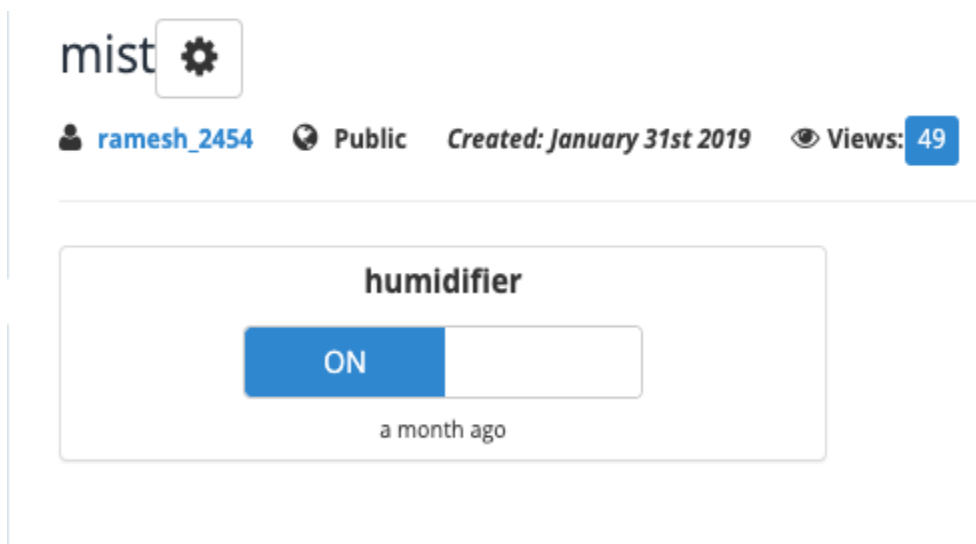 mist
ramesh_2454 Public Created: January 31st 2019 Views: 49
humidifier
ON
a month ago